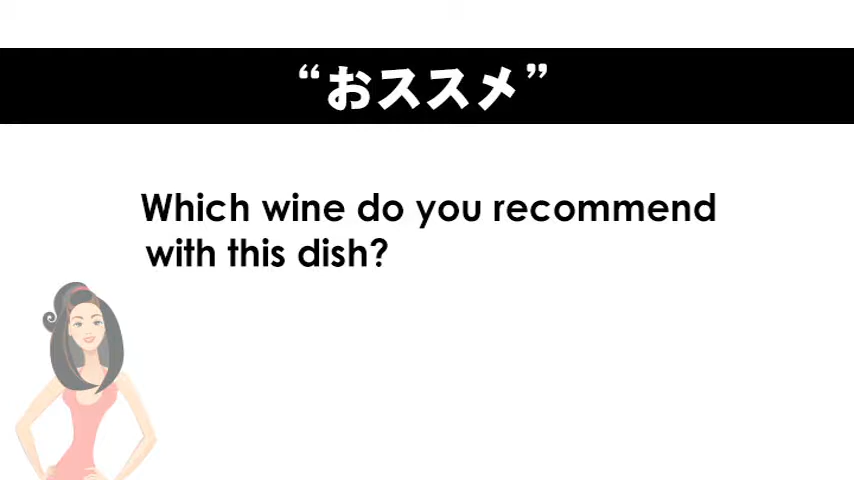 “おススメ”
Which wine do you recommend
with this dish?